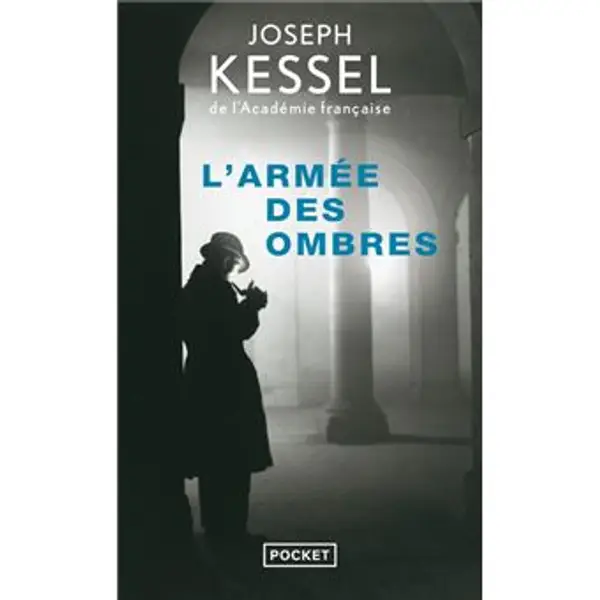 JOSEPH
KESSEL
de l'Académie française
L'ARMÉE
DES
OMBRES
POCKET